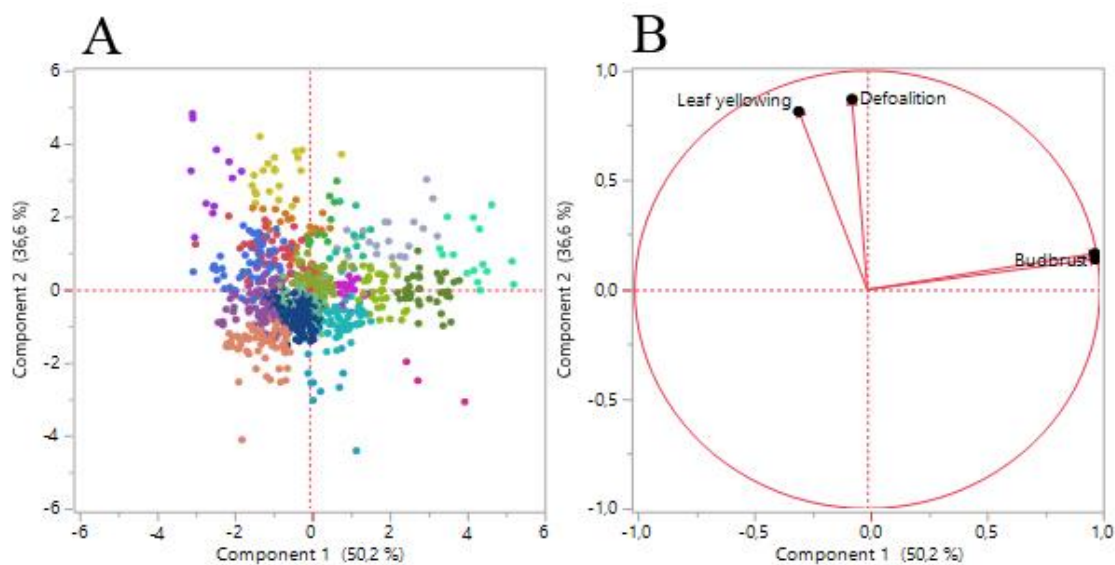 A
B
6
4
2
0
-2
-4
-6
Component 2 (36,6 %)
-6
-4
-2
0
2
4
6
Component 1 (50,2 %)
1,0
0,5
0,0
-0,5
-1,0
Component 2 (36,6 %)
Leaf yellowing
Defoalition
Budbrust
-1,0
-0,5
0,0
0,5
1,0
Component 1 (50,2 %)